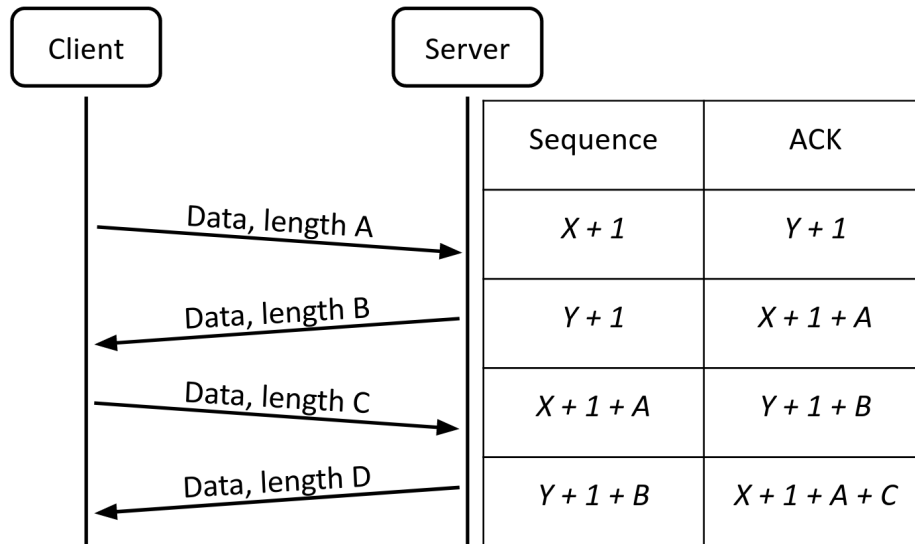 Client
Server
Sequence ACK
Data, length A
X + 1 Y + 1
Data, length B
Y + 1 X + 1 + A
Data, length C
X + 1 + A Y + 1 + B
Data, length D
Y + 1 + B X + 1 + A + C